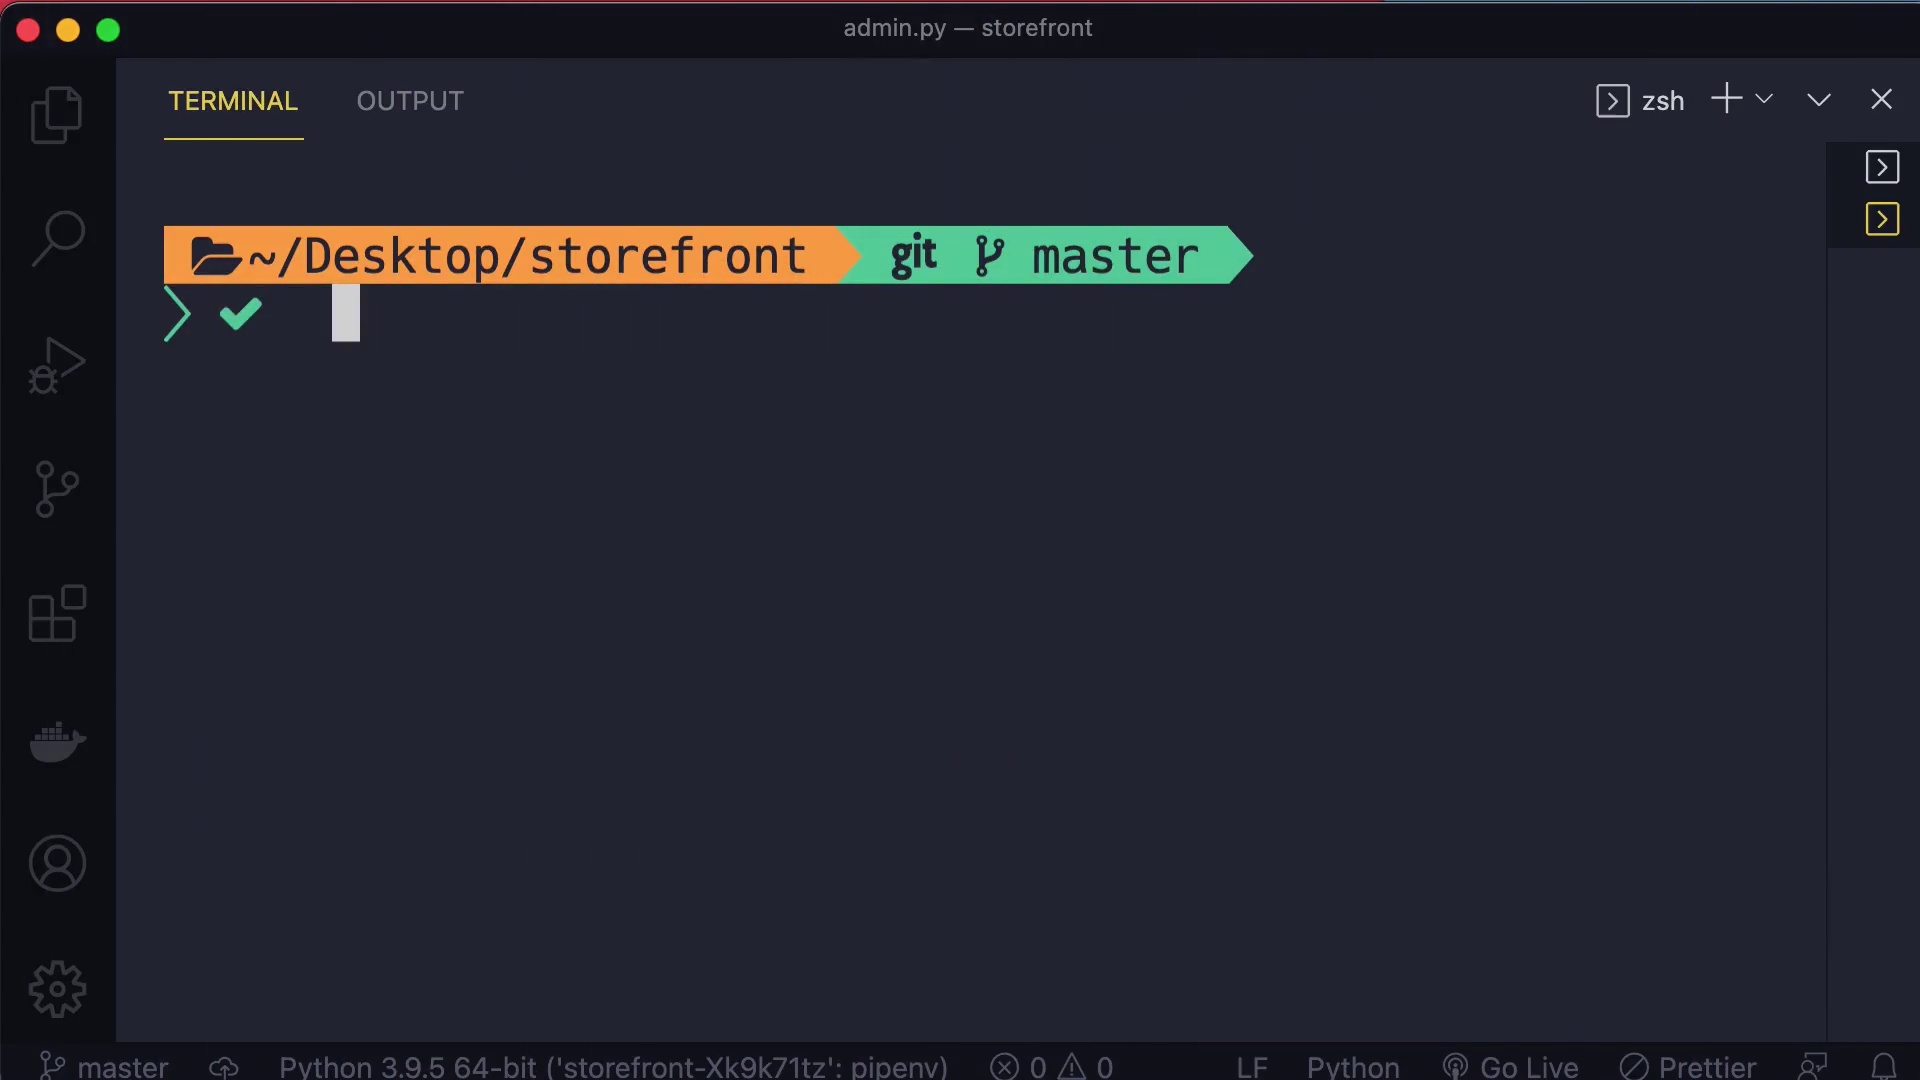 admin.py — storefront
TERMINAL OUTPUT zsh
~/Desktop/storefront git master
master Python 3.9.5 64-bit ('storefront-Xk9k71tz': pipenv) 0 0 LF Python Go Live Prettier